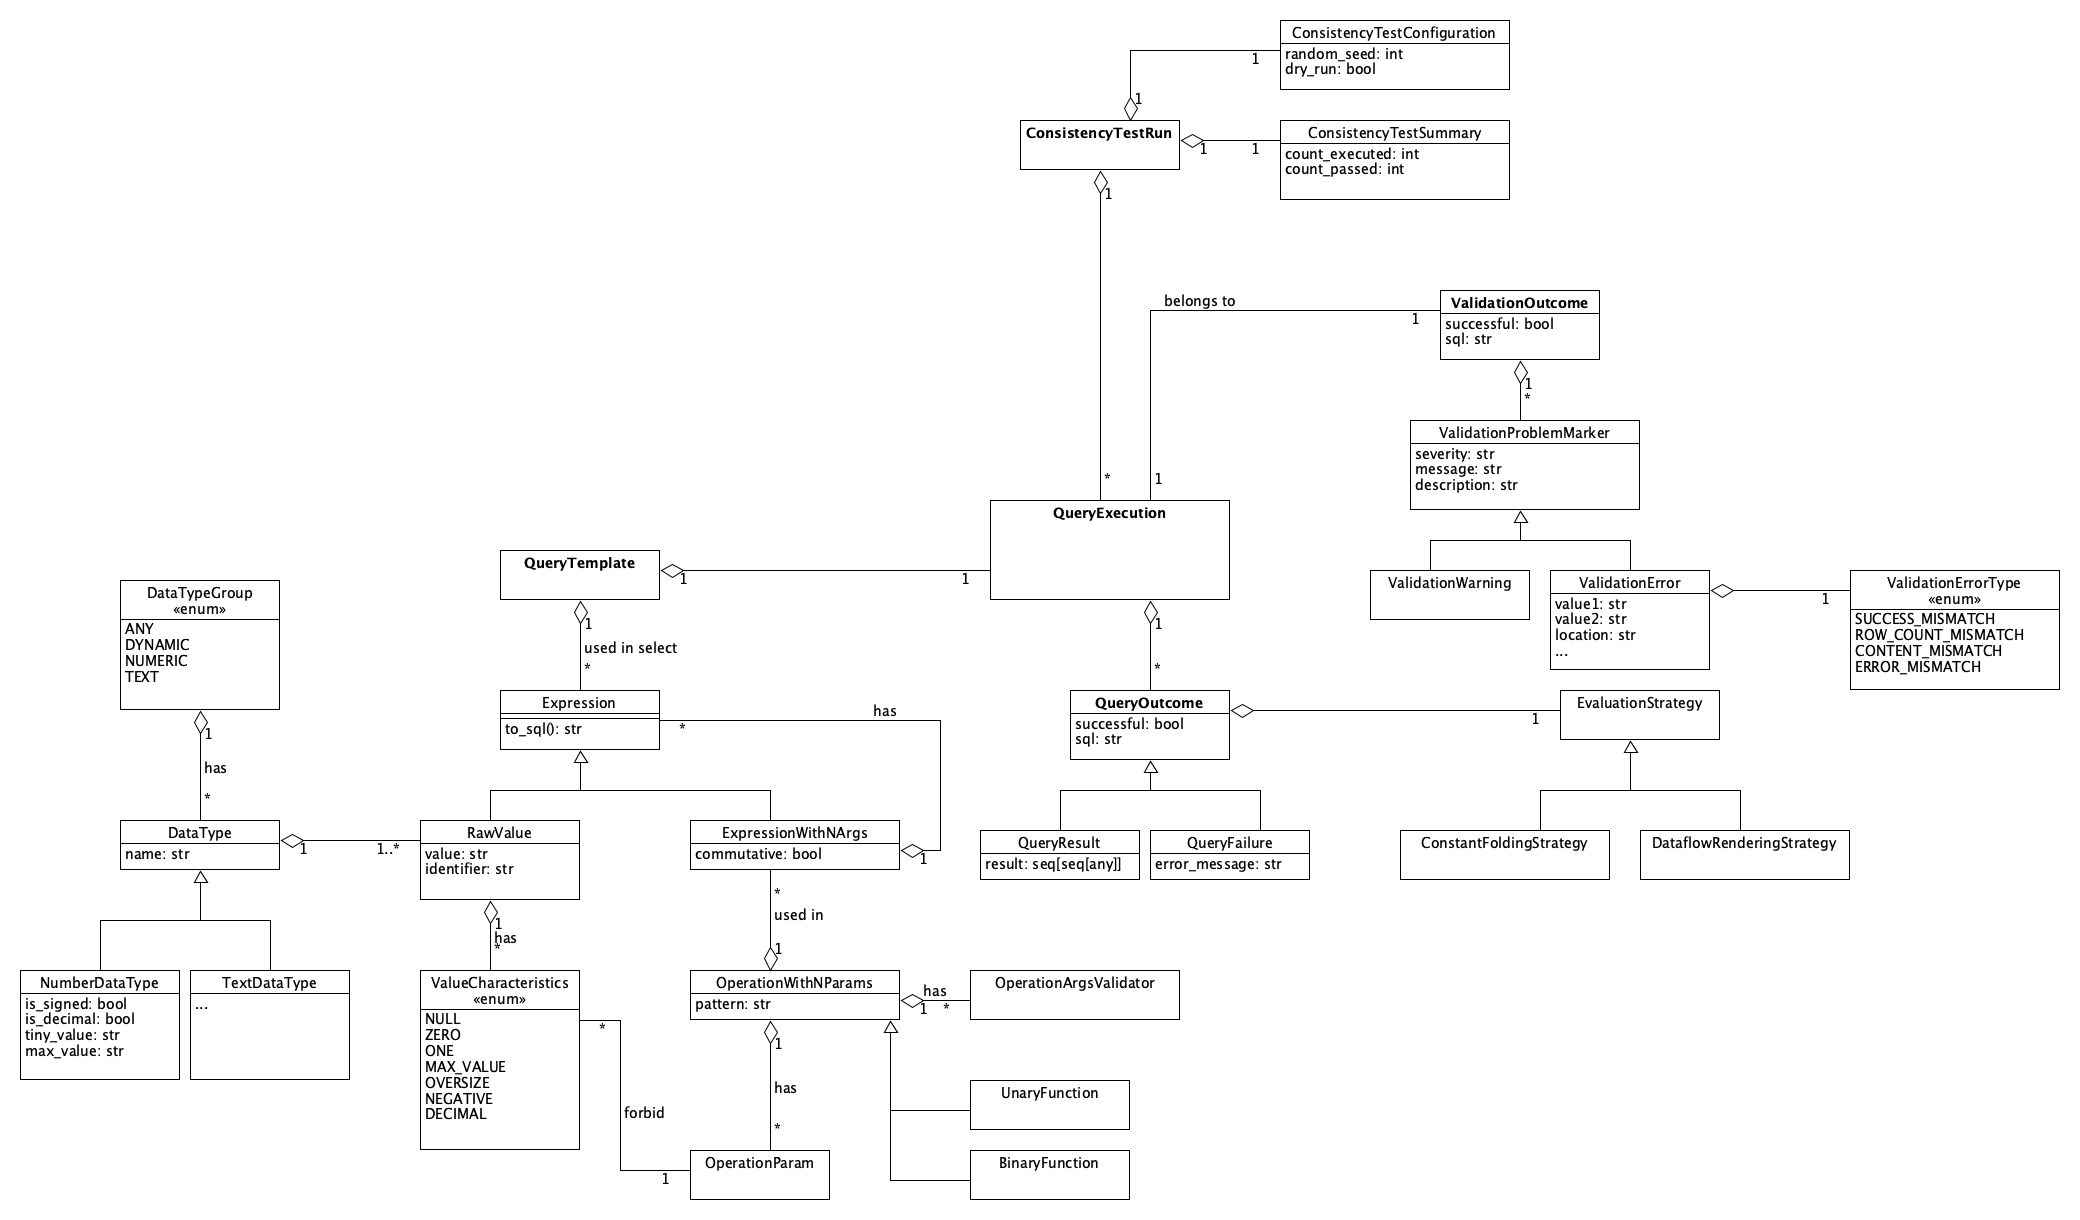 ConsistencyTestConfiguration
random_seed: int
dry_run: bool
1
1
ConsistencyTestRun
1
1
ConsistencyTestSummary
count_executed: int
count_passed: int
1
belongs to
1
ValidationOutcome
successful: bool
sql: str
1
*
ValidationProblemMarker
severity: str
message: str
description: str
*
1
QueryExecution
QueryTemplate
1
1
ValidationWarning
ValidationError
value1: str
value2: str
location: str
...
1
ValidationErrorType
«enum»
SUCCESS_MISMATCH
ROW_COUNT_MISMATCH
CONTENT_MISMATCH
ERROR_MISMATCH
DataTypeGroup
«enum»
ANY
DYNAMIC
NUMERIC
TEXT
1
used in select
*
1
*
Expression
to_sql(): str
*
has
QueryOutcome
successful: bool
sql: str
1
EvaluationStrategy
1
has
*
DataType
name: str
1
1..*
RawValue
value: str
identifier: str
ExpressionWithNArgs
commutative: bool
1
QueryResult
result: seq[seq[any]]
QueryFailure
error_message: str
ConstantFoldingStrategy
DataflowRenderingStrategy
1
has
*
*
used in
1
NumberDataType
is_signed: bool
is_decimal: bool
tiny_value: str
max_value: str
TextDataType
...
ValueCharacteristics
«enum»
NULL
ZERO
ONE
MAX_VALUE
OVERSIZE
NEGATIVE
DECIMAL
*
forbid
1
OperationWithNParams
pattern: str
has
1
*
OperationArgsValidator
1
has
*
OperationParam
UnaryFunction
BinaryFunction